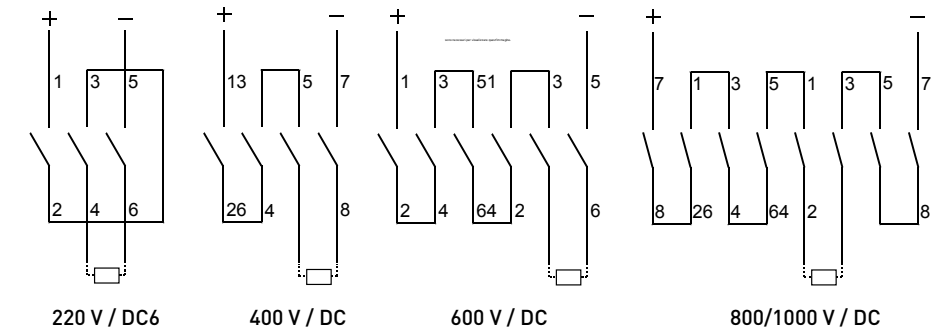 + − + − + − + −
1 3 5 13 5 7 1 3 51 3 5 7 1 3 5 1 3 5 7
2 4 6 26 4 8 2 4 64 2 6 8 26 4 64 2 8
220 V / DC6 400 V / DC 600 V / DC 800/1000 V / DC